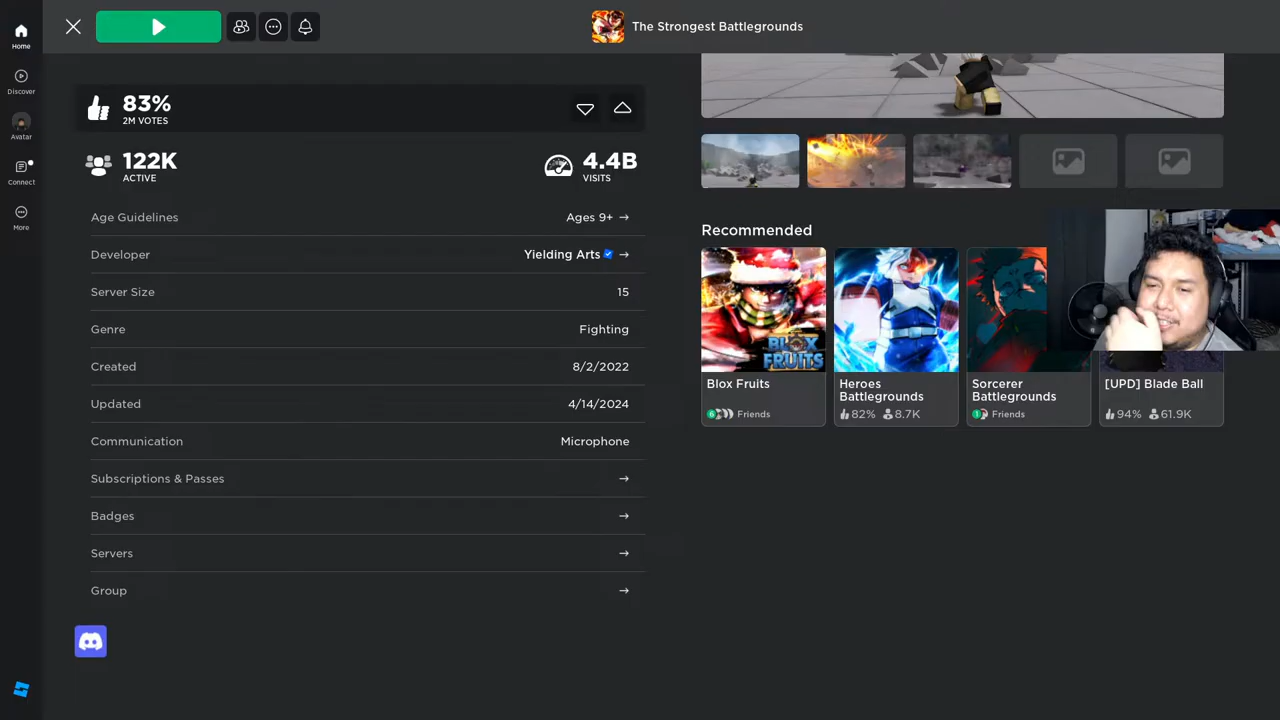 The Strongest Battlegrounds
Home
Discover
Avatar
Connect
More
83%
2M VOTES
122K
ACTIVE
4.4B
VISITS
Age Guidelines
Ages 9+ →
Developer
Yielding Arts →
Server Size
15
Genre
Fighting
Created
8/2/2022
Updated
4/14/2024
Communication
Microphone
Subscriptions & Passes →
Badges →
Servers →
Group →
Recommended
BLOX
FRUITS
Blox Fruits
6 Friends
Heroes
Battlegrounds
82% 8.7K
Sorcerer
Battlegrounds
1 Friends
[UPD] Blade Ball
94% 61.9K